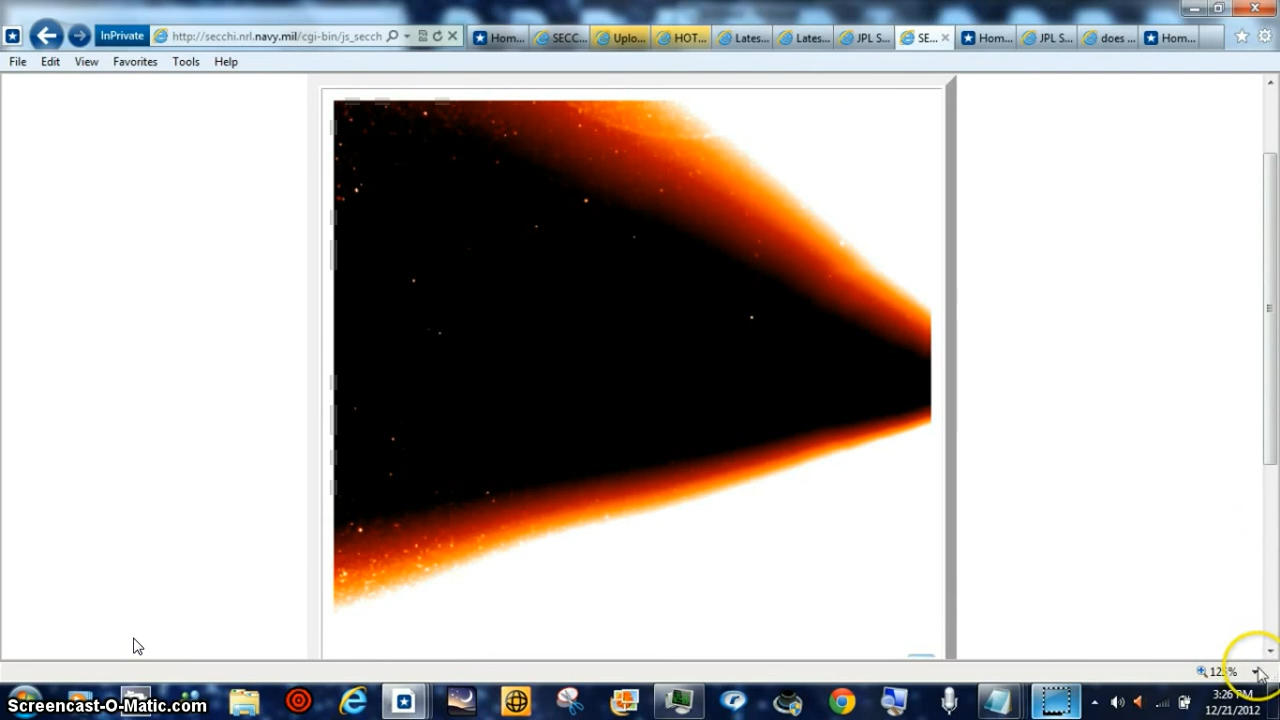 InPrivate http://secchi.nrl.navy.mil/cgi-bin/js_secch Hom... SECC... Uplo... HOT... Lates... Lates... JPL S... SE... Hom... JPL S... does ... Hom...
File Edit View Favorites Tools Help
125%
3:26 PM
12/21/2012
Screencast-O-Matic.com